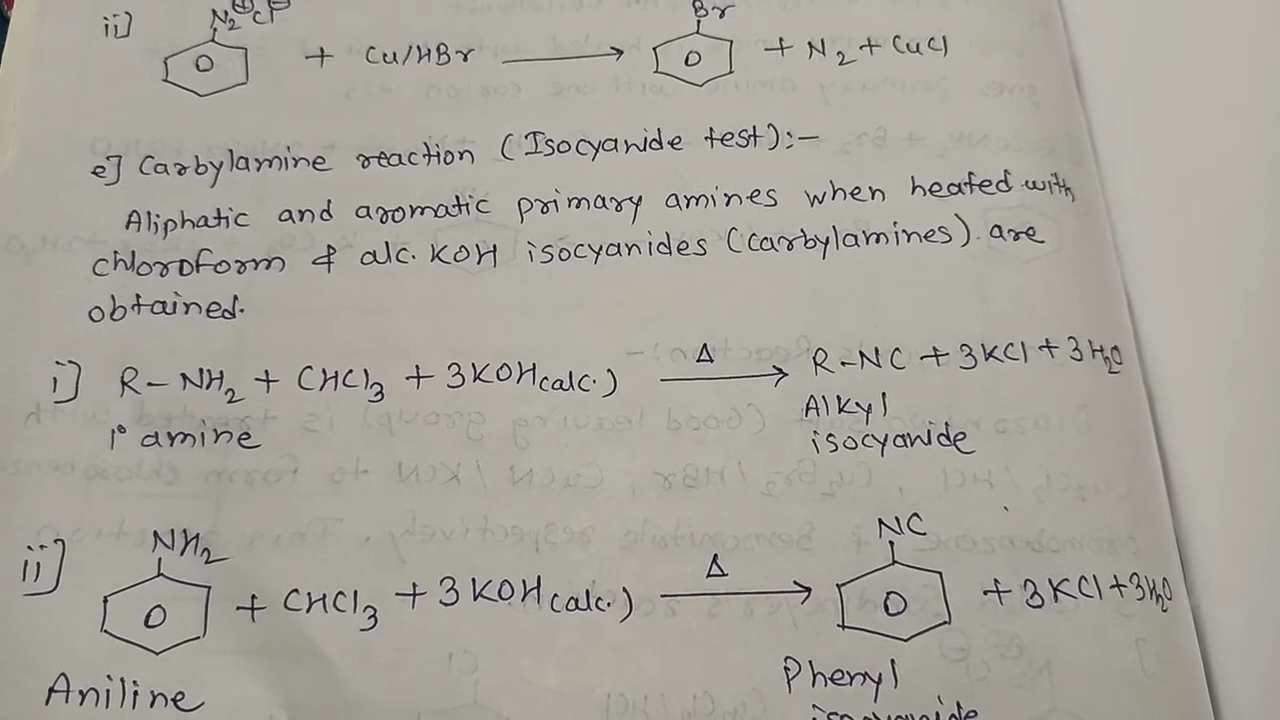 ii] N₂⊕Cl⊖ + Cu/HBr ⟶ Br + N₂ + CuCl
e] Carbylamine reaction (Isocyanide test):-
Aliphatic and aromatic primary amines when heated with
chloroform & alc. KOH isocyanides (carbylamines) are
obtained.
i] R-NH₂ + CHCl₃ + 3KOH(alc.) Δ⟶ R-NC + 3KCl + 3H₂O
1° amine Alkyl
isocyanide
ii] NH₂ + CHCl₃ + 3KOH(alc.) Δ⟶ NC + 3KCl + 3H₂O
Aniline Phenyl
isocyanide